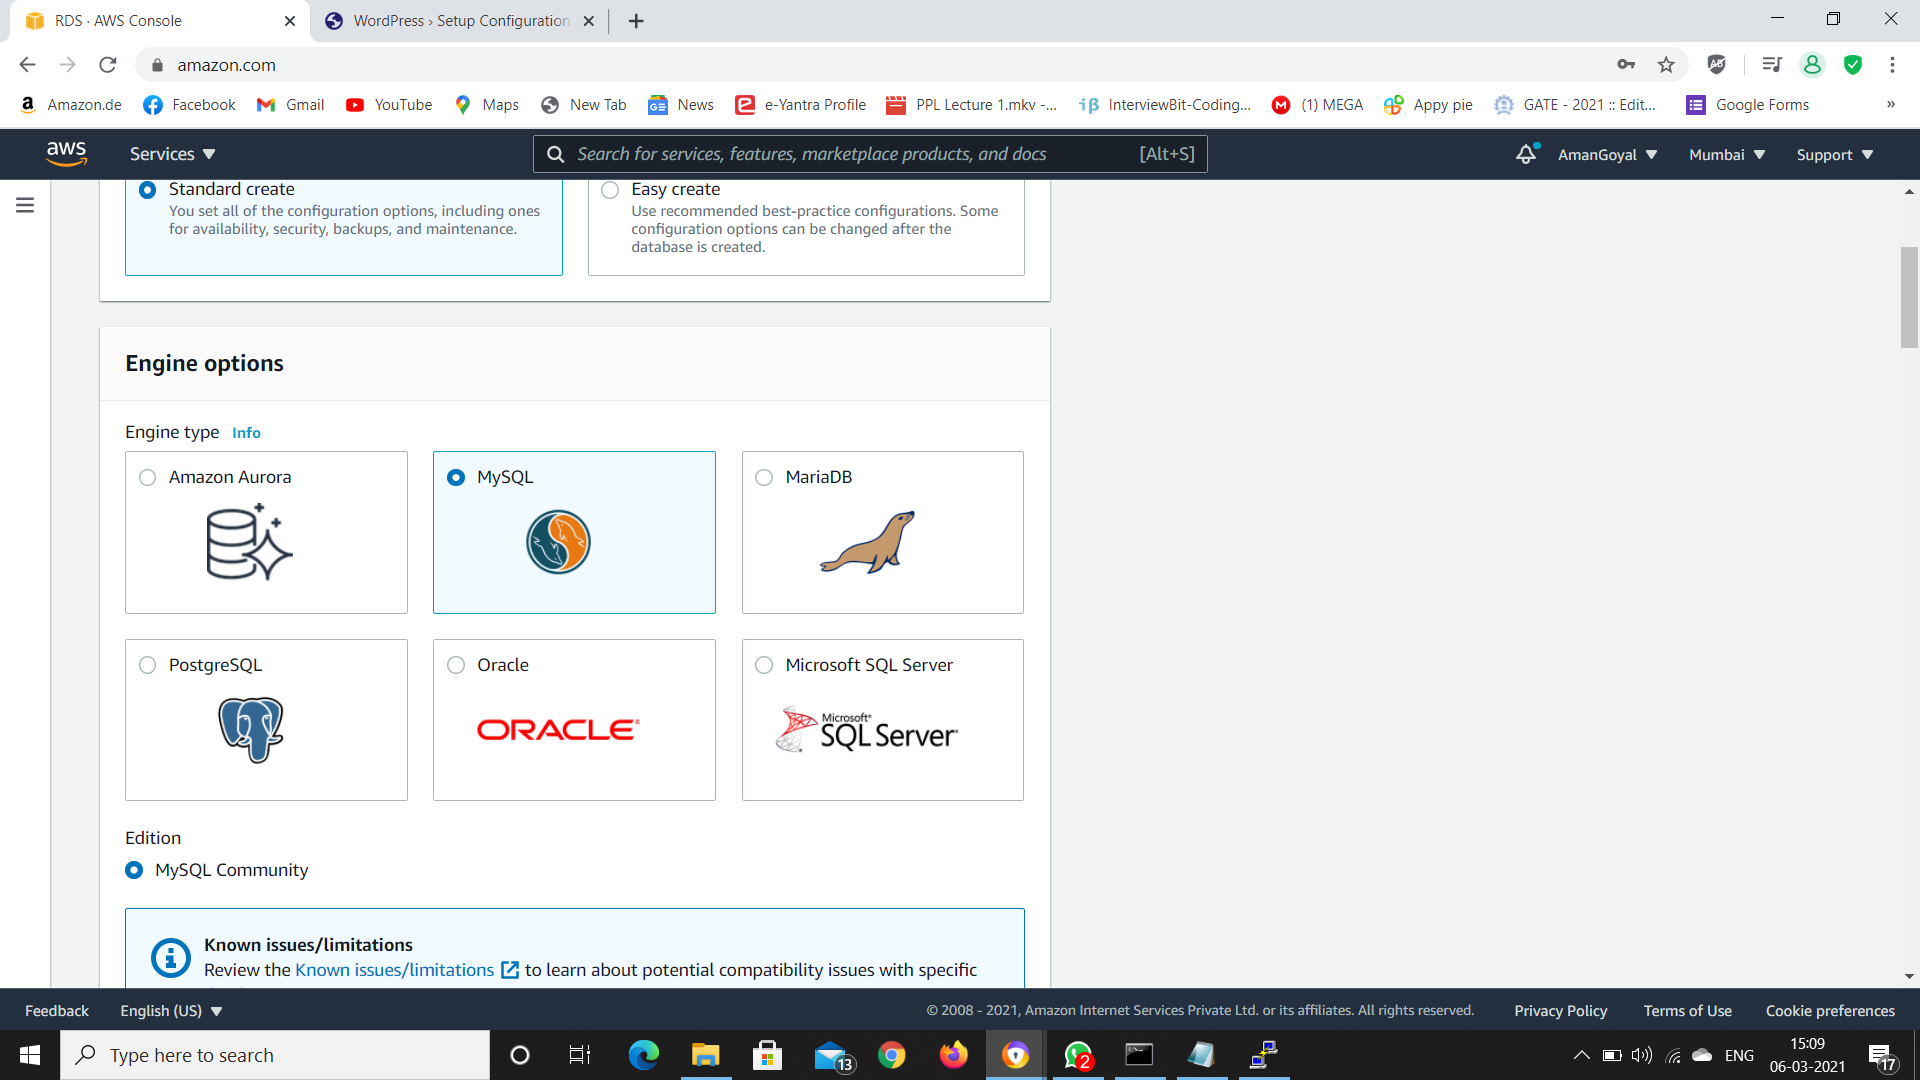 RDS · AWS Console
WordPress › Setup Configuration
amazon.com
Amazon.de
Facebook
Gmail
YouTube
Maps
New Tab
News
e-Yantra Profile
PPL Lecture 1.mkv -...
InterviewBit-Coding...
(1) MEGA
Appy pie
GATE - 2021 :: Edit...
Google Forms
»
aws
Services
Search for services, features, marketplace products, and docs
[Alt+S]
AmanGoyal
Mumbai
Support
Standard create
You set all of the configuration options, including ones
for availability, security, backups, and maintenance.
Easy create
Use recommended best-practice configurations. Some
configuration options can be changed after the
database is created.
Engine options
Engine type Info
Amazon Aurora
MySQL
MariaDB
PostgreSQL
Oracle
ORACLE
Microsoft SQL Server
Microsoft®
SQL Server
Edition
MySQL Community
Known issues/limitations
Review the Known issues/limitations to learn about potential compatibility issues with specific
Feedback
English (US)
© 2008 - 2021, Amazon Internet Services Private Ltd. or its affiliates. All rights reserved.
Privacy Policy
Terms of Use
Cookie preferences
Type here to search
13
2
ENG
15:09
06-03-2021
17